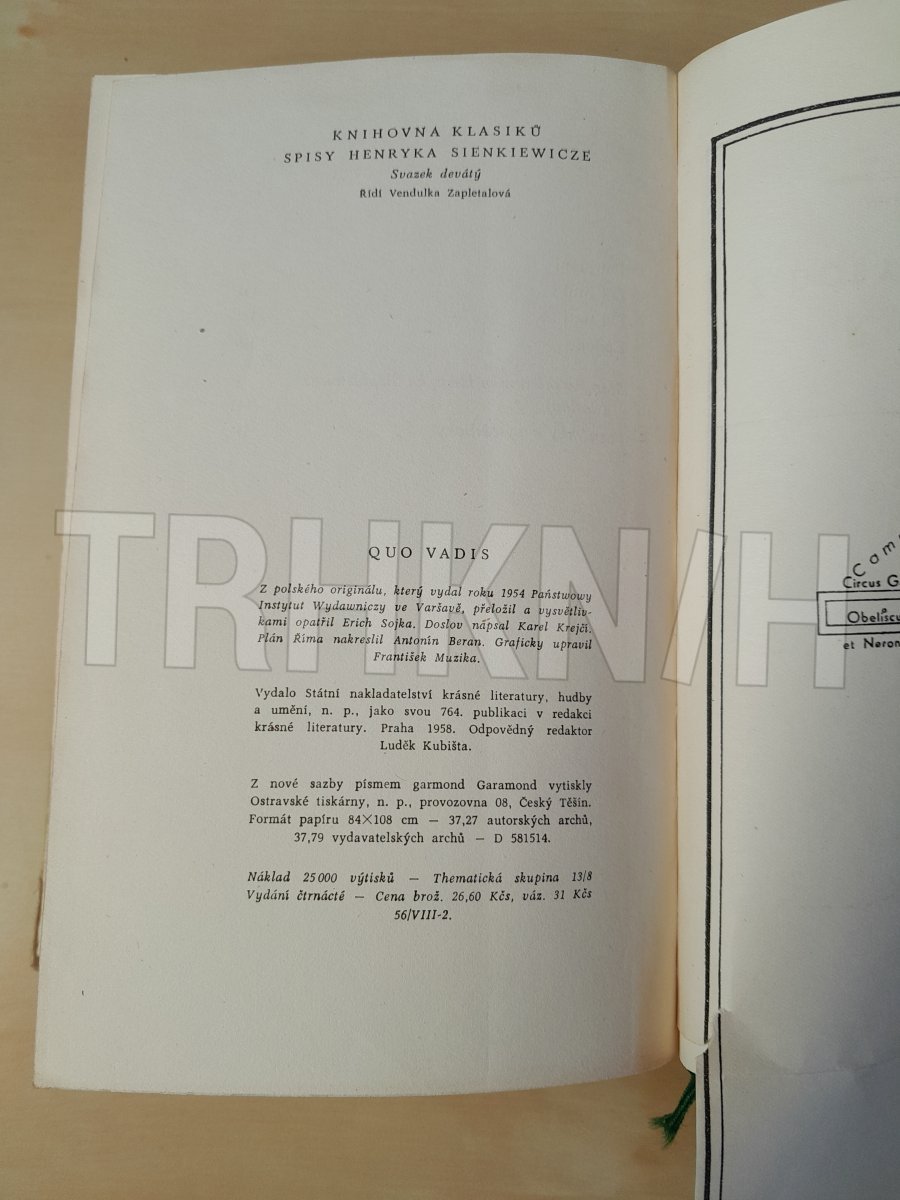 KNIHOVNA KLASIKŮ
SPISY HENRYKA SIENKIEWICZE
Svazek devátý
Řídí Vendulka Zapletalová
TRHKNIH
QUO VADIS
Z polského originálu, který vydal roku 1954 Państwowy
Instytut Wydawniczy ve Varšavě, přeložil a vysvětliv-
kami opatřil Erich Sojka. Doslov napsal Karel Krejčí.
Plán Říma nakreslil Antonín Beran. Graficky upravil
František Muzika.
Vydalo Státní nakladatelství krásné literatury, hudby
a umění, n. p., jako svou 764. publikaci v redakci
krásné literatury. Praha 1958. Odpovědný redaktor
Luděk Kubišta.
Z nové sazby písmem garmond Garamond vytiskly
Ostravské tiskárny, n. p., provozovna 08, Český Těšín.
Formát papíru 84×108 cm — 37,27 autorských archů,
37,79 vydavatelských archů — D 581514.
Náklad 25 000 výtisků — Thematická skupina 13/8
Vydání čtrnácté — Cena brož. 26,60 Kčs, váz. 31 Kčs
56/VIII-2.
Circus G
Obeliscu
et Neron